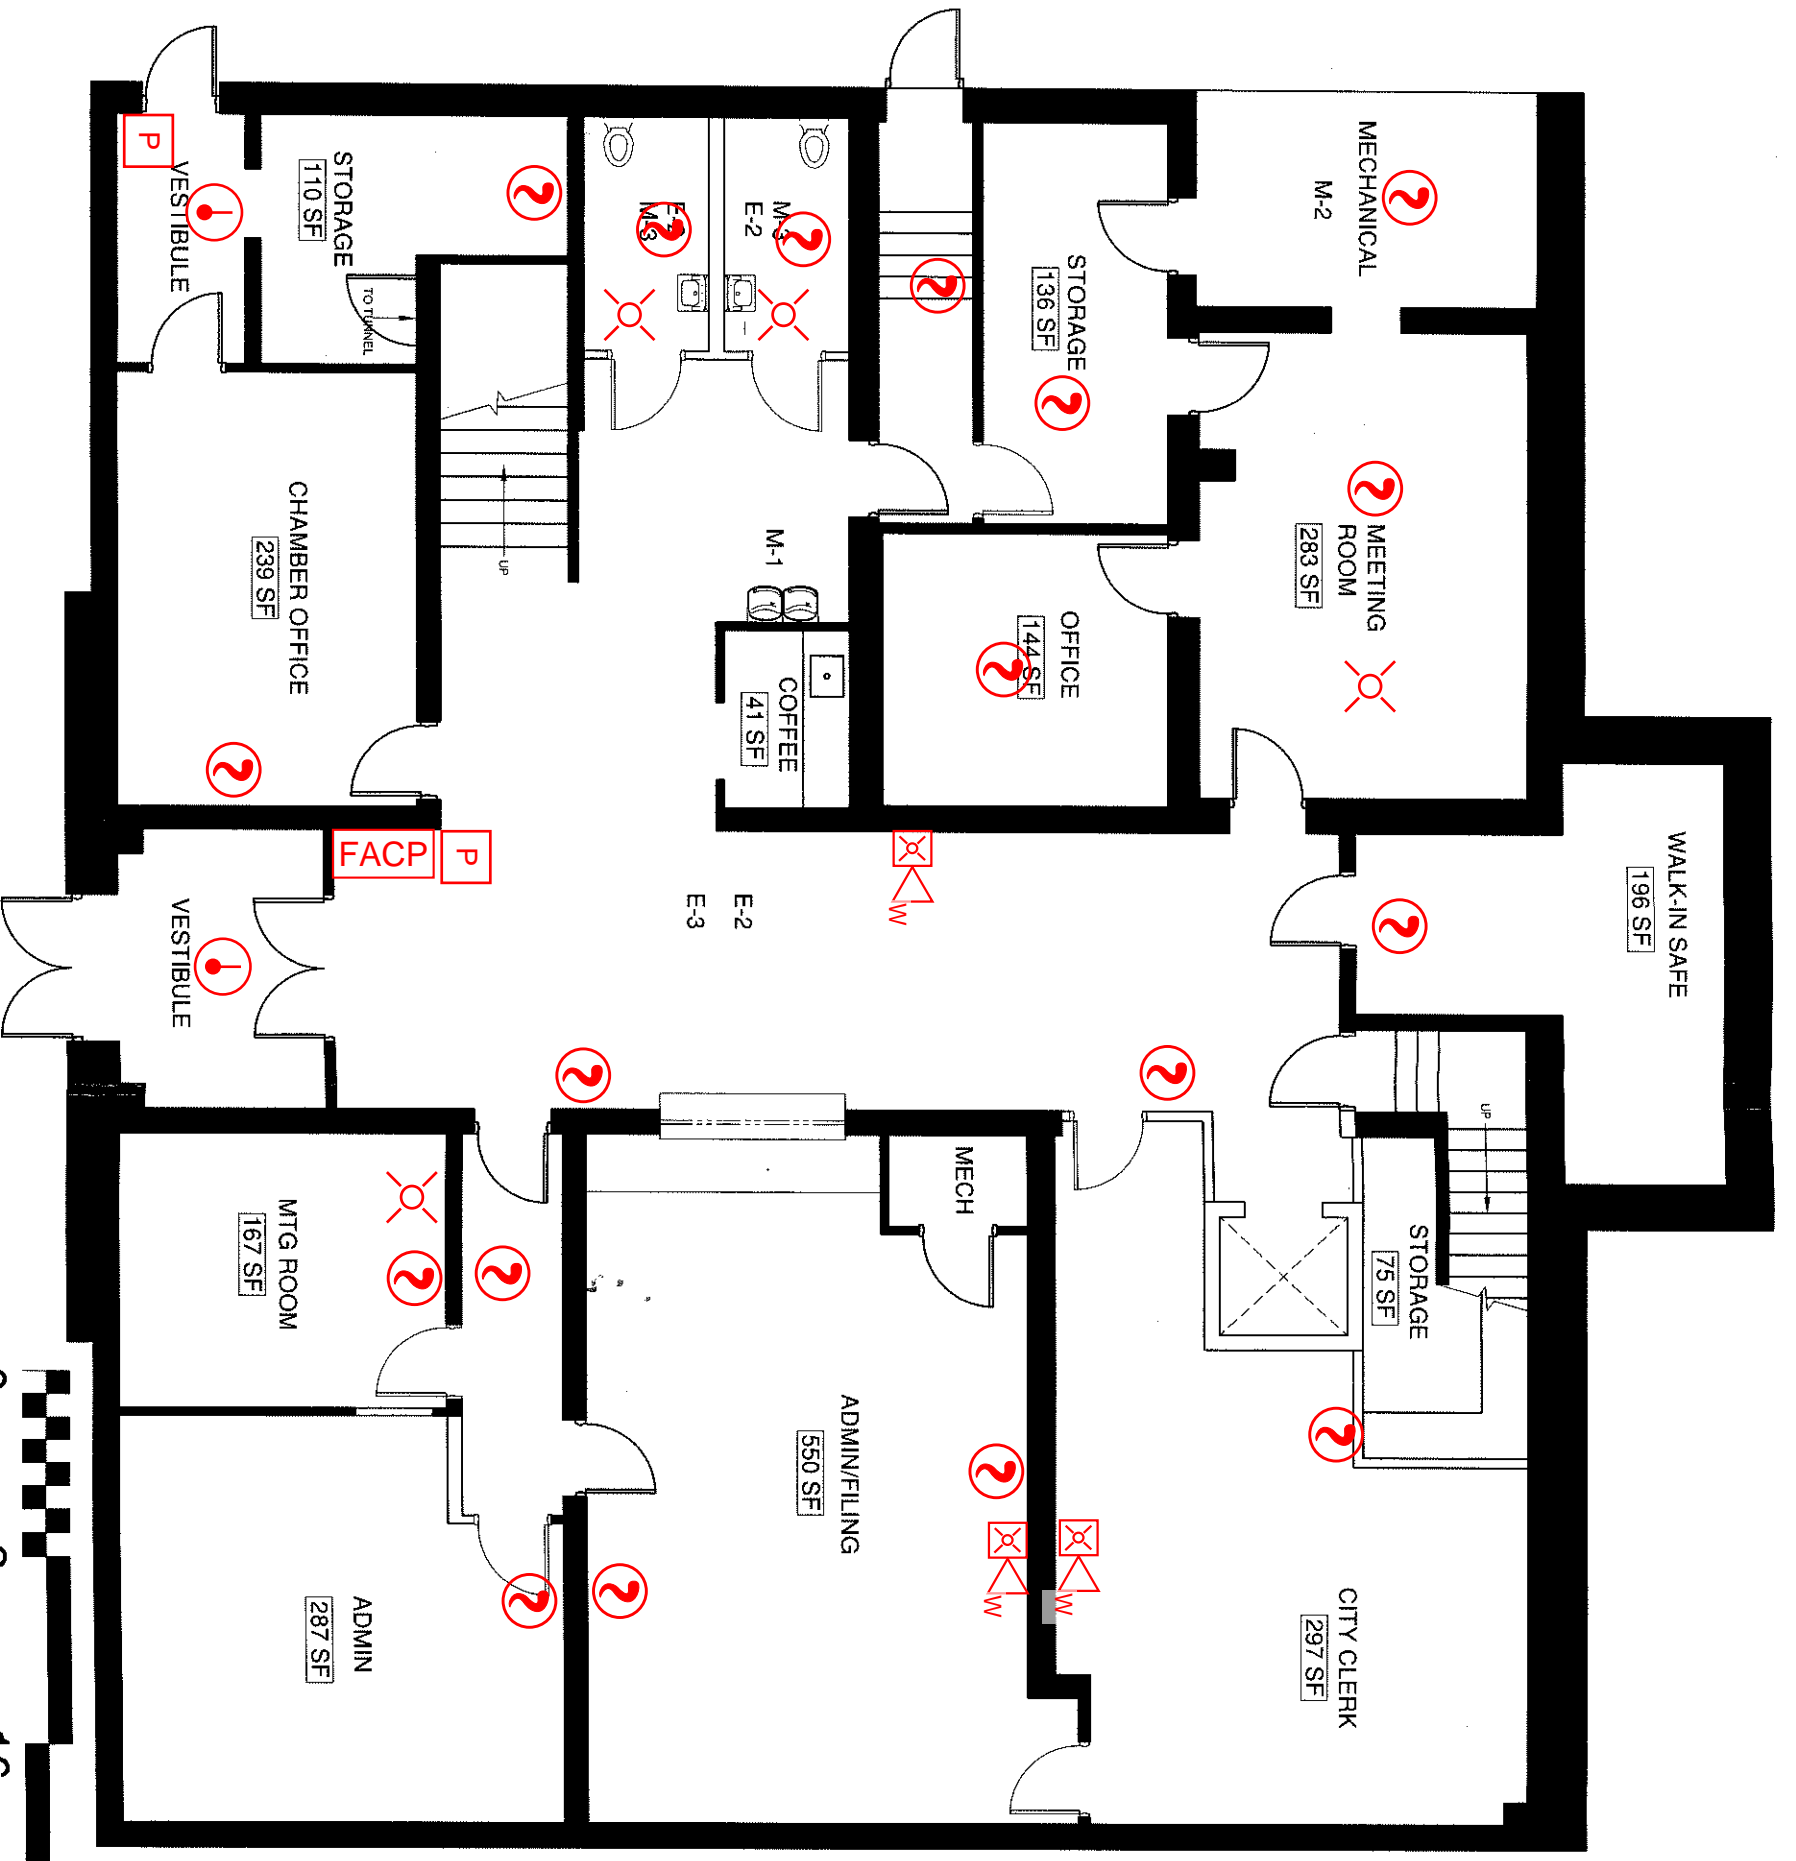 MECHANICAL
M-2
P
VESTIBULE
STORAGE
110 SF
TO TUNNEL
M-3
E-2
M-3
STORAGE
136 SF
MEETING
ROOM
283 SF
CHAMBER OFFICE
239 SF
UP
M-1
COFFEE
41 SF
OFFICE
144 SF
WALK-IN SAFE
196 SF
FACP
P
W
E-2
E-3
VESTIBULE
MTG ROOM
167 SF
MECH
UP
STORAGE
75 SF
ADMIN/FILING
550 SF
W
W
CITY CLERK
297 SF
ADMIN
287 SF